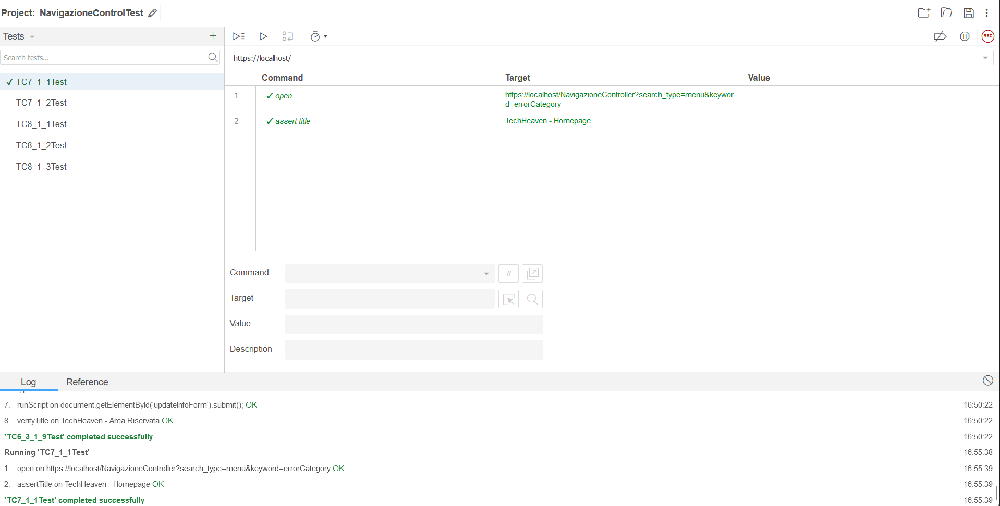 Project: NavigazioneControlTest
Tests
Search tests...
✓ TC7_1_1Test
TC7_1_2Test
TC8_1_1Test
TC8_1_2Test
TC8_1_3Test
REC
https://localhost/
Command Target Value
1 ✓ open https://localhost/NavigazioneController?search_type=menu&keywor
d=errorCategory
2 ✓ assert title TechHeaven - Homepage
Command //
Target
Value
Description
Log Reference
7. runScript on document.getElementById('updateInfoForm').submit(); OK 16:50:22
8. verifyTitle on TechHeaven - Area Riservata OK 16:50:22
'TC6_3_1_9Test' completed successfully 16:50:22
Running 'TC7_1_1Test' 16:55:38
1. open on https://localhost/NavigazioneController?search_type=menu&keyword=errorCategory OK 16:55:39
2. assertTitle on TechHeaven - Homepage OK 16:55:39
'TC7_1_1Test' completed successfully 16:55:39